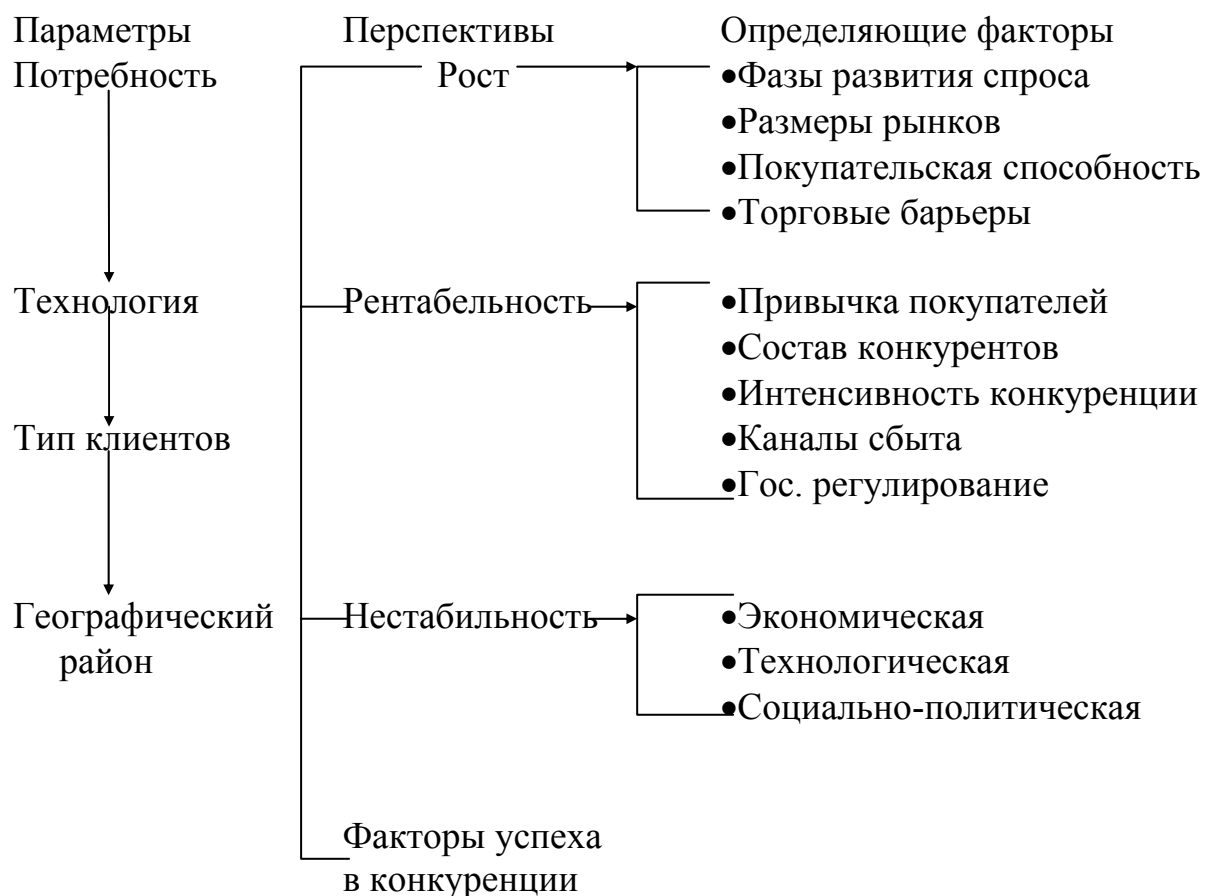 Параметры Перспективы Определяющие факторы
Потребность Рост •Фазы развития спроса
•Размеры рынков
•Покупательская способность
•Торговые барьеры
Технология Рентабельность •Привычка покупателей
•Состав конкурентов
•Интенсивность конкуренции
Тип клиентов •Каналы сбыта
•Гос. регулирование
Географический Нестабильность •Экономическая
район •Технологическая
•Социально-политическая
Факторы успеха
в конкуренции